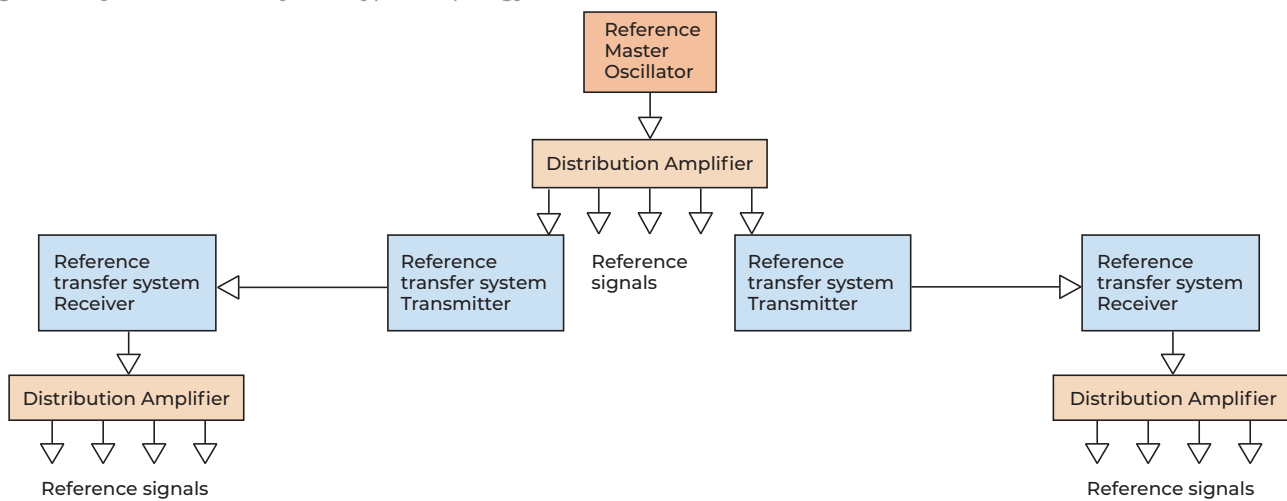 Reference
Master
Oscillator
Distribution Amplifier
Reference
transfer system
Receiver
Reference
transfer system
Transmitter
Reference
signals
Reference
transfer system
Transmitter
Reference
transfer system
Receiver
Distribution Amplifier
Distribution Amplifier
Reference signals
Reference signals